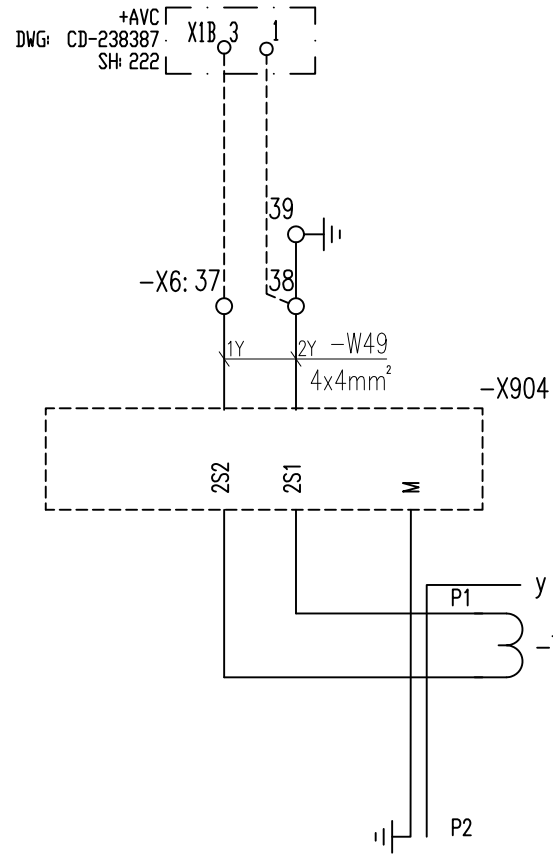 +AVC
DWG: CD-238387
SH: 222
X1B 3 1
39
-X6: 37 38
1Y 2Y -W49
4x4mm²
-X904
2S2 2S1 M
y
P1
P2